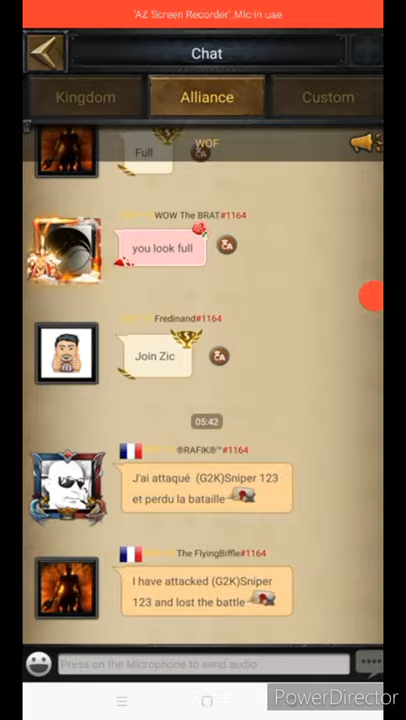 'AZ Screen Recorder'.Mic in use
Chat
Kingdom
Alliance
Custom
WOF
Full
WOW The BRAT#1164
you look full
Fredinand#1164
Join Zic
05:42
®RAFIK®™#1164
J'ai attaqué (G2K)Sniper 123
et perdu la bataille
YES
The FlyingBiffle#1164
I have attacked (G2K)Sniper
123 and lost the battle
Press on the Microphone to send audio
PowerDirector